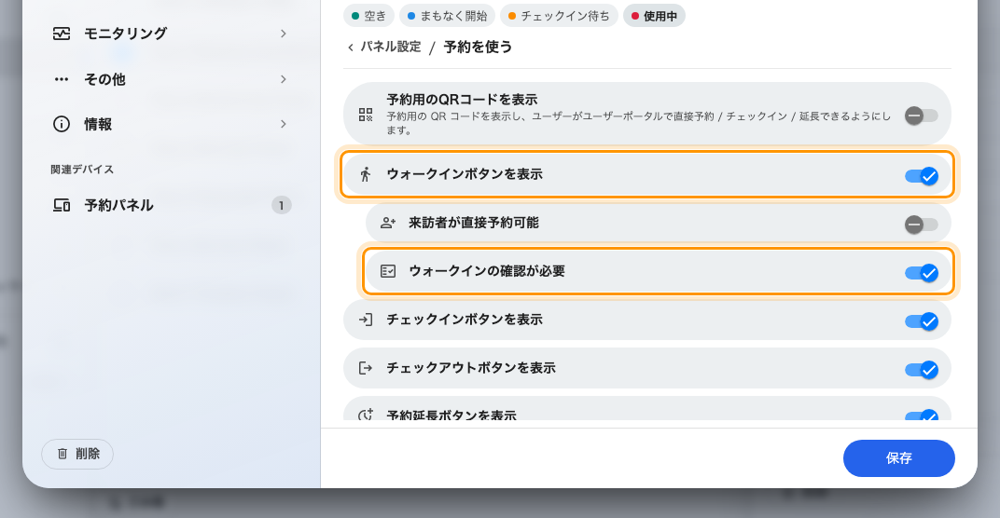 モニタリング
その他
情報
関連デバイス
予約パネル
1
削除
空き
まもなく開始
チェックイン待ち
使用中
パネル設定 / 予約を使う
予約用のQRコードを表示
予約用の QR コードを表示し、ユーザーがユーザーポータルで直接予約 / チェックイン / 延長できるようにし
ます。
ウォークインボタンを表示
来訪者が直接予約可能
ウォークインの確認が必要
チェックインボタンを表示
チェックアウトボタンを表示
予約延長ボタンを表示
保存